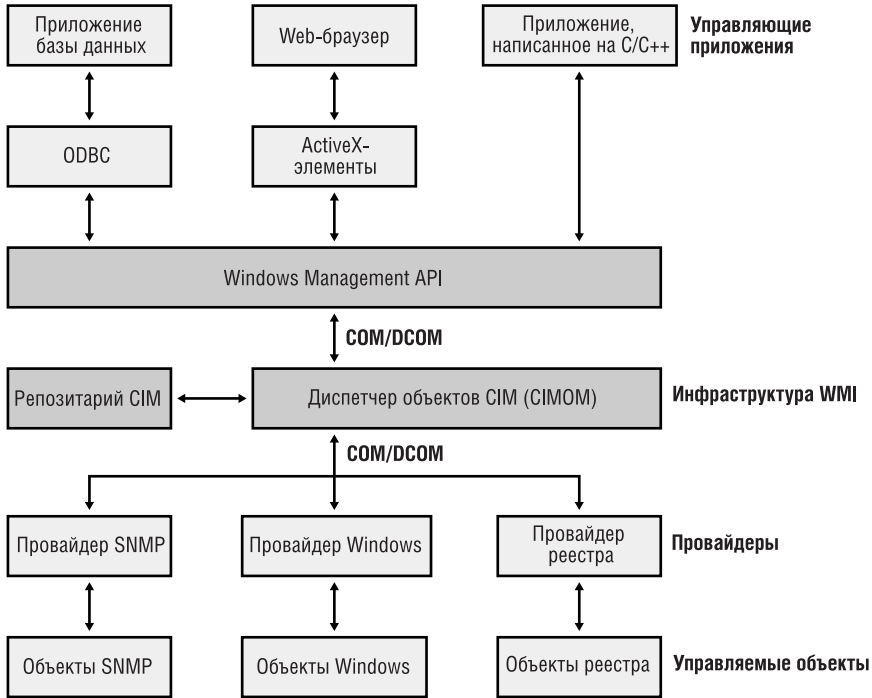 Приложение
базы данных
Web-браузер
Приложение,
написанное на C/C++
Управляющие
приложения
ODBC
ActiveX-
элементы
Windows Management API
COM/DCOM
Репозитарий CIM
Диспетчер объектов CIM (CIMOM)
Инфраструктура WMI
COM/DCOM
Провайдер SNMP
Провайдер Windows
Провайдер
реестра
Провайдеры
Объекты SNMP
Объекты Windows
Объекты реестра
Управляемые объекты